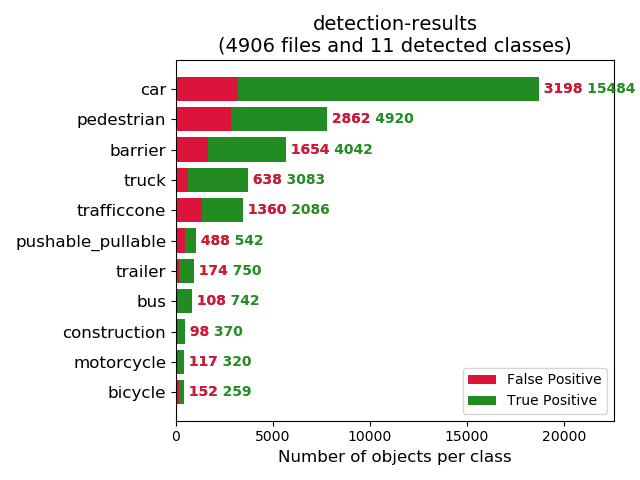 detection-results
(4906 files and 11 detected classes)
car 3198 15484
pedestrian 2862 4920
barrier 1654 4042
truck 638 3083
trafficcone 1360 2086
pushable_pullable 488 542
trailer 174 750
bus 108 742
construction 98 370
motorcycle 117 320
bicycle 152 259
False Positive
True Positive
0 5000 10000 15000 20000
Number of objects per class